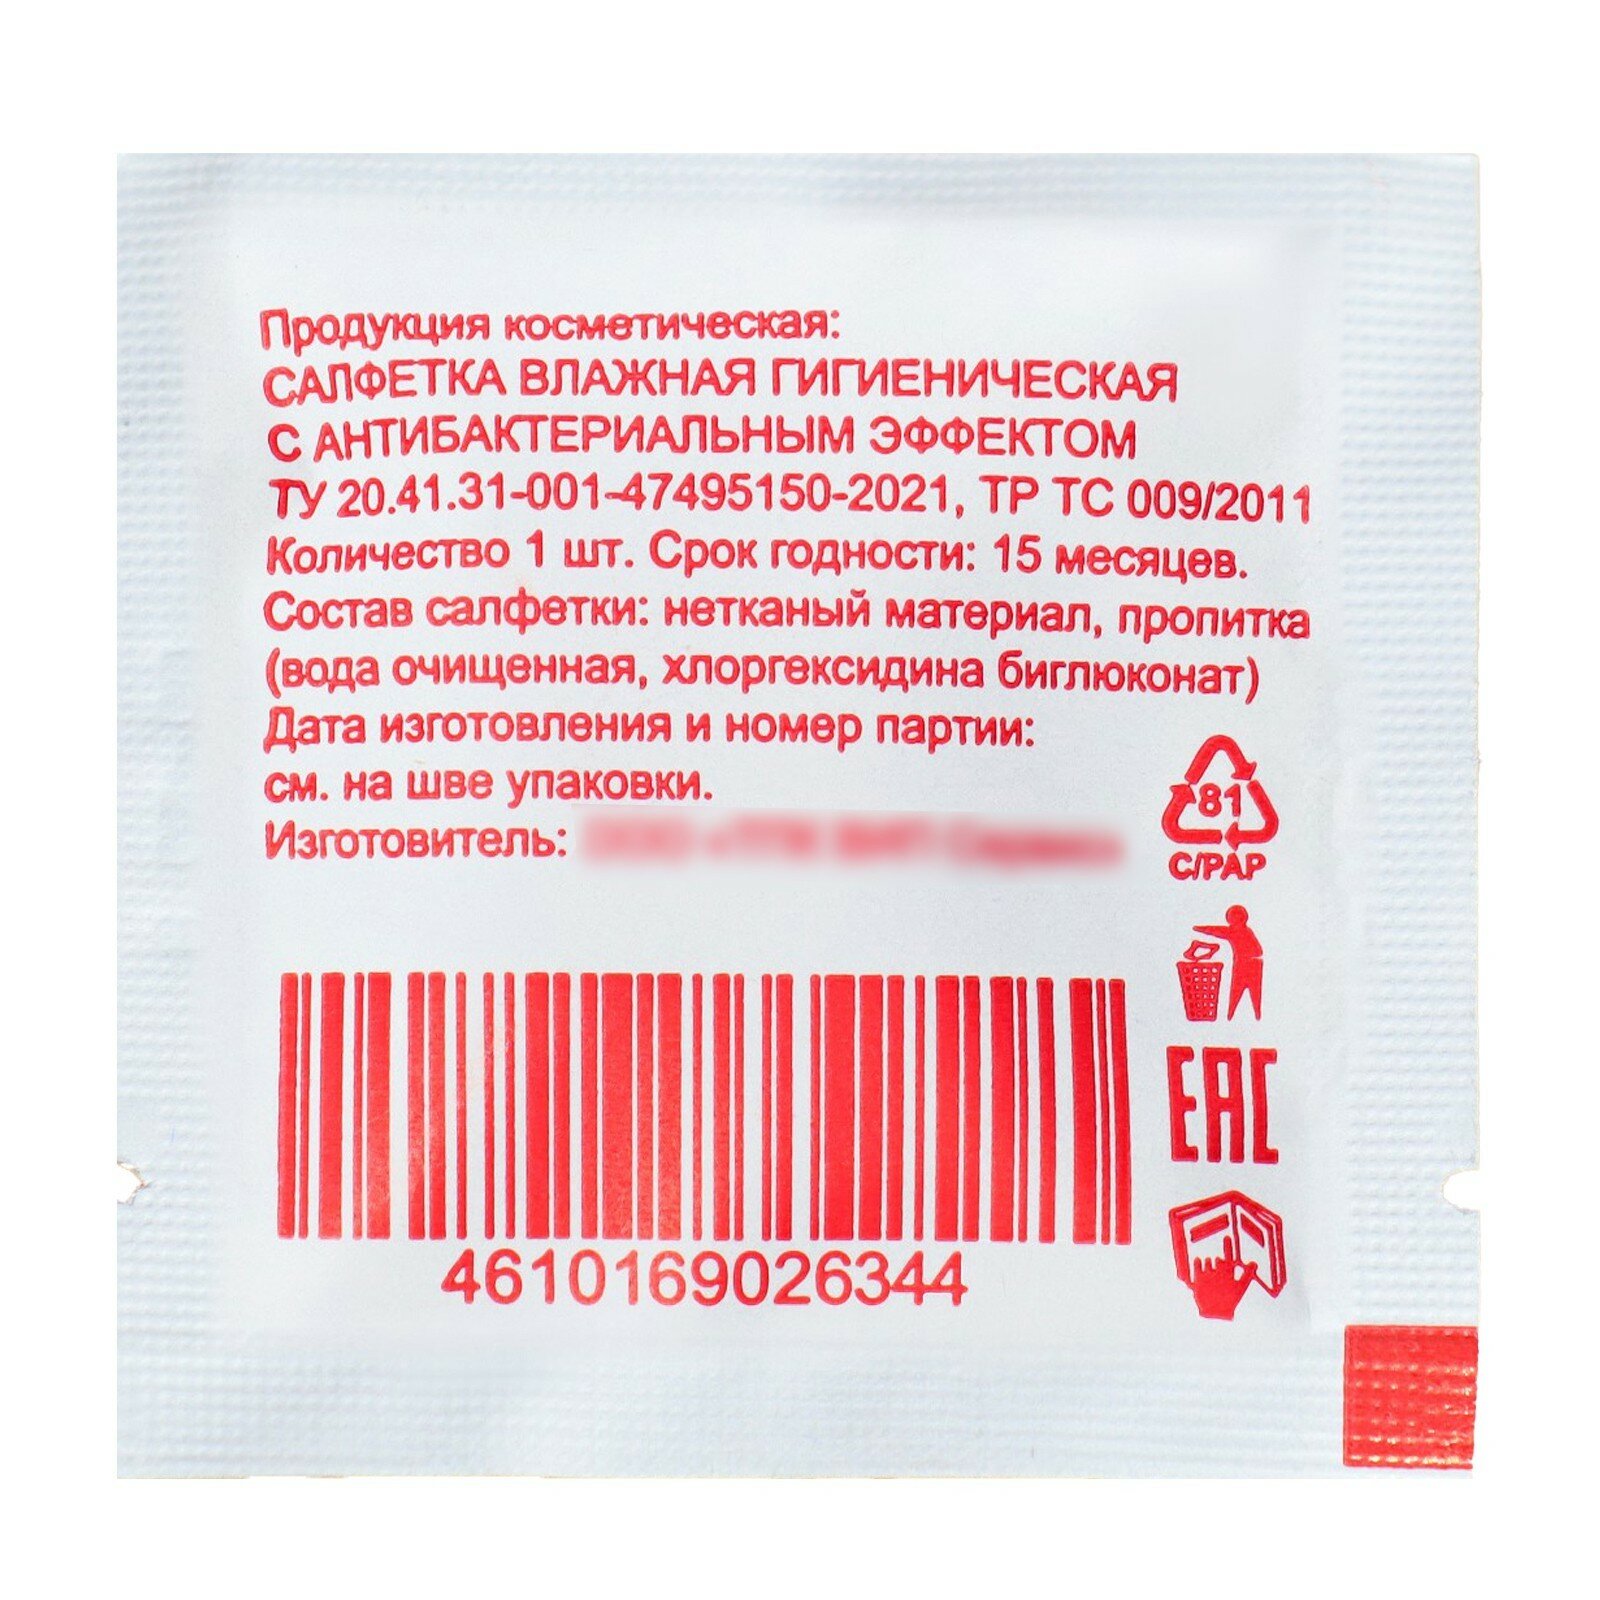 Продукция косметическая:
САЛФЕТКА ВЛАЖНАЯ ГИГИЕНИЧЕСКАЯ
С АНТИБАКТЕРИАЛЬНЫМ ЭФФЕКТОМ
ТУ 20.41.31-001-47495150-2021, ТР ТС 009/2011
Количество 1 шт. Срок годности: 15 месяцев.
Состав салфетки: нетканый материал, пропитка
(вода очищенная, хлоргексидина биглюконат)
Дата изготовления и номер партии:
см. на шве упаковки.
Изготовитель:
81
C/PAP
EAC
4610169026344